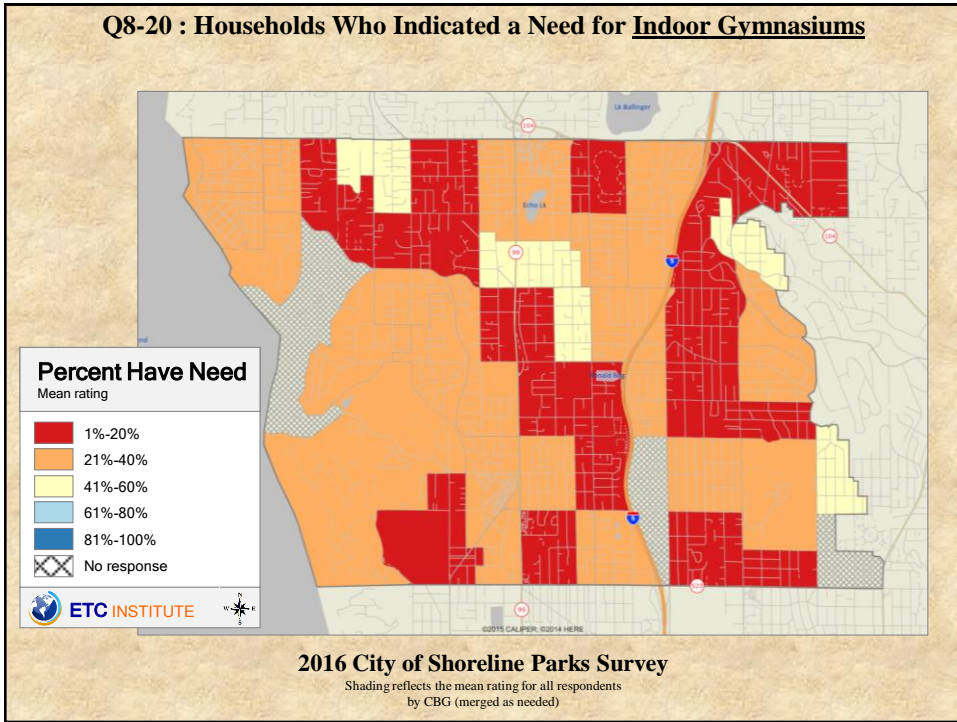 Q8-20 : Households Who Indicated a Need for Indoor Gymnasiums
Lk Ballinger
104
Echo Lk
99
104
5
nd
Percent Have Need
Mean rating
1%-20%
21%-40%
41%-60%
61%-80%
81%-100%
No response
5
ETC INSTITUTE
N
W E
S
99
©2015 CALIPER; ©2014 HERE
2016 City of Shoreline Parks Survey
Shading reflects the mean rating for all respondents
by CBG (merged as needed)